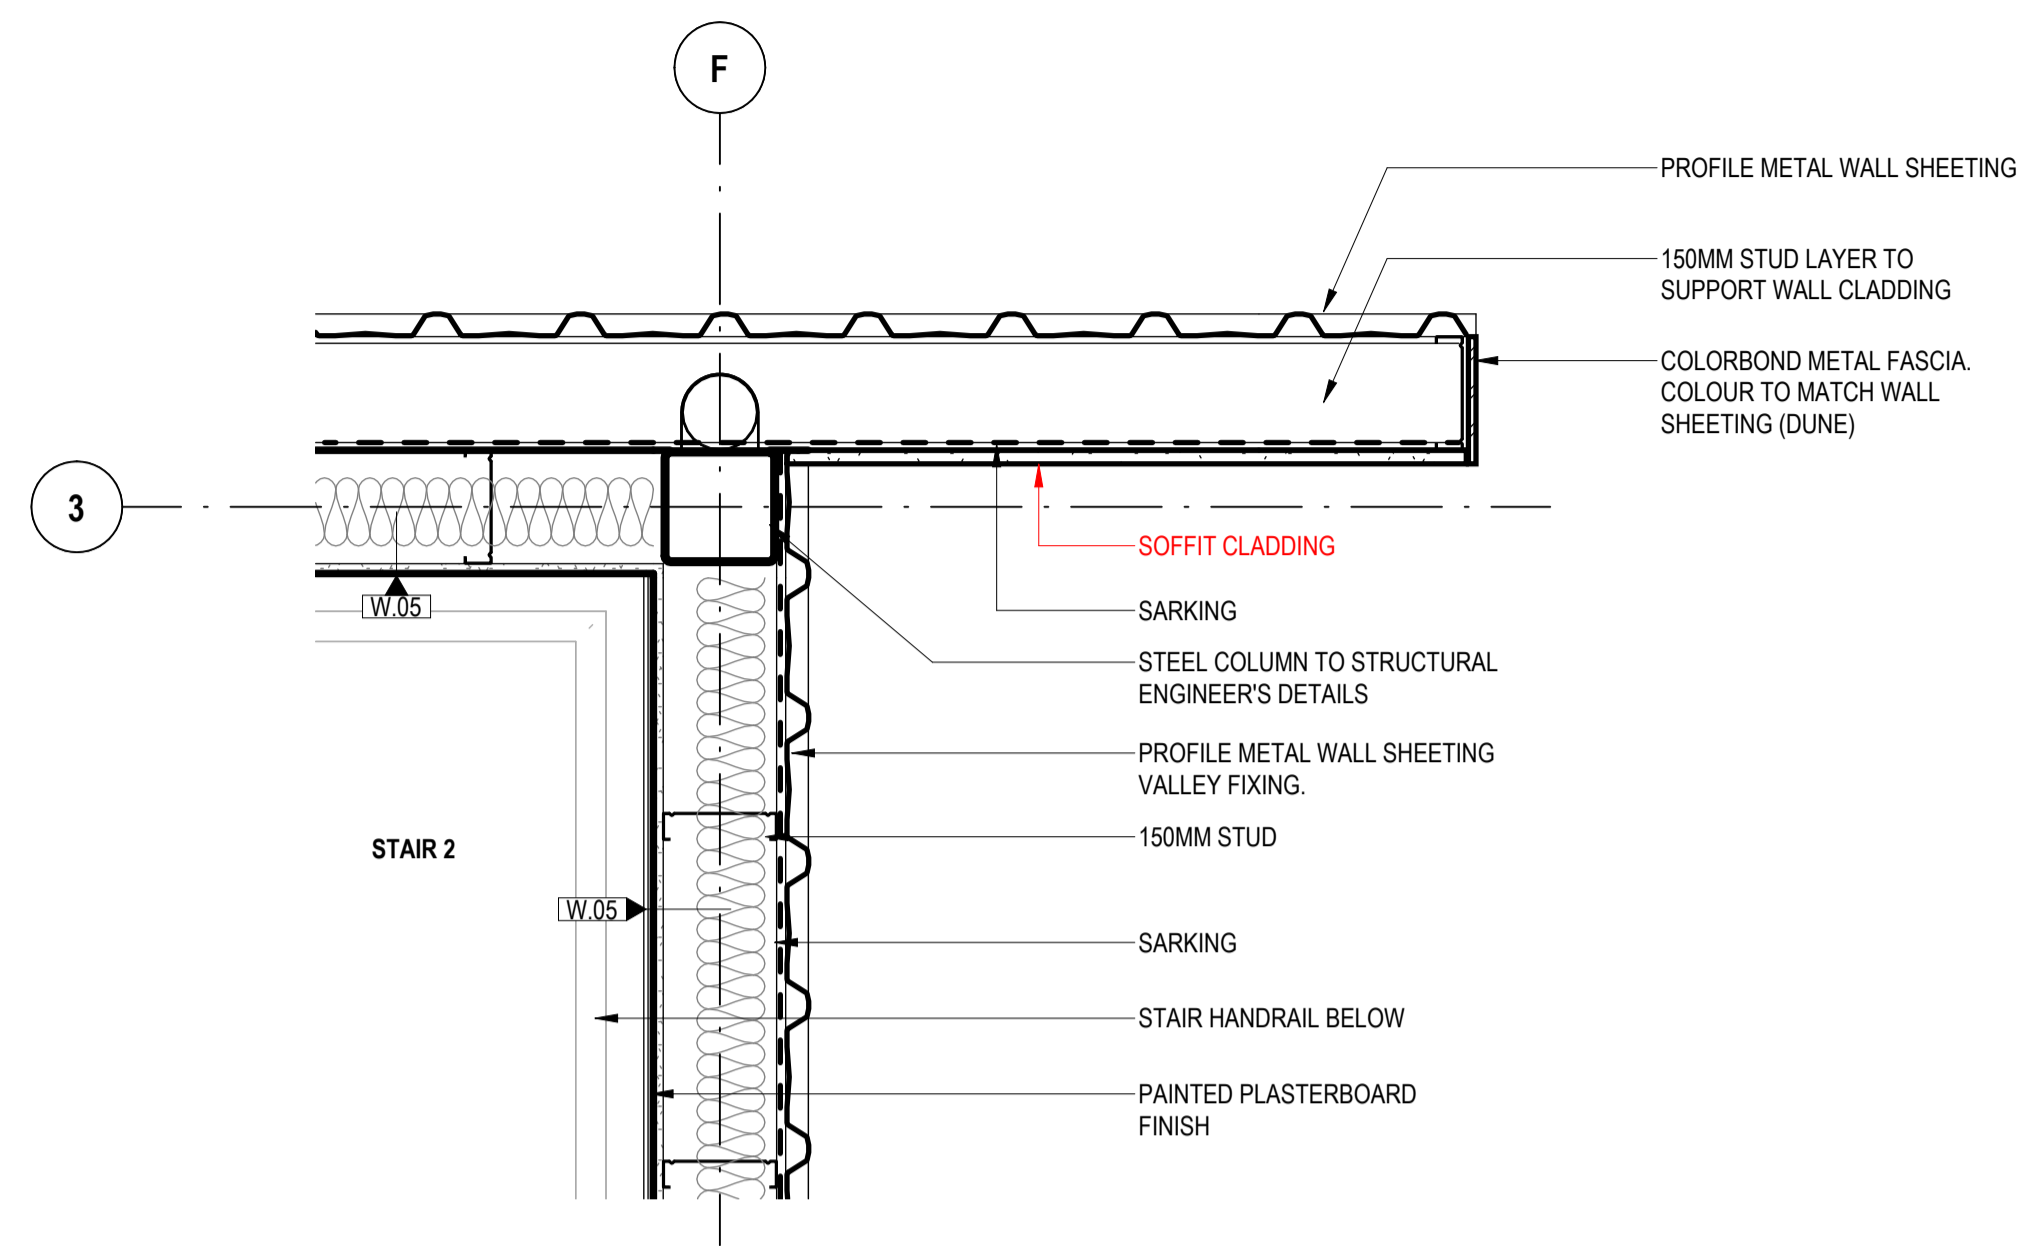 F
PROFILE METAL WALL SHEETING
150MM STUD LAYER TO
SUPPORT WALL CLADDING
COLORBOND METAL FASCIA.
COLOUR TO MATCH WALL
SHEETING (DUNE)
3
SOFFIT CLADDING
W.05
SARKING
STEEL COLUMN TO STRUCTURAL
ENGINEER'S DETAILS
PROFILE METAL WALL SHEETING
VALLEY FIXING.
150MM STUD
STAIR 2
W.05
SARKING
STAIR HANDRAIL BELOW
PAINTED PLASTERBOARD
FINISH